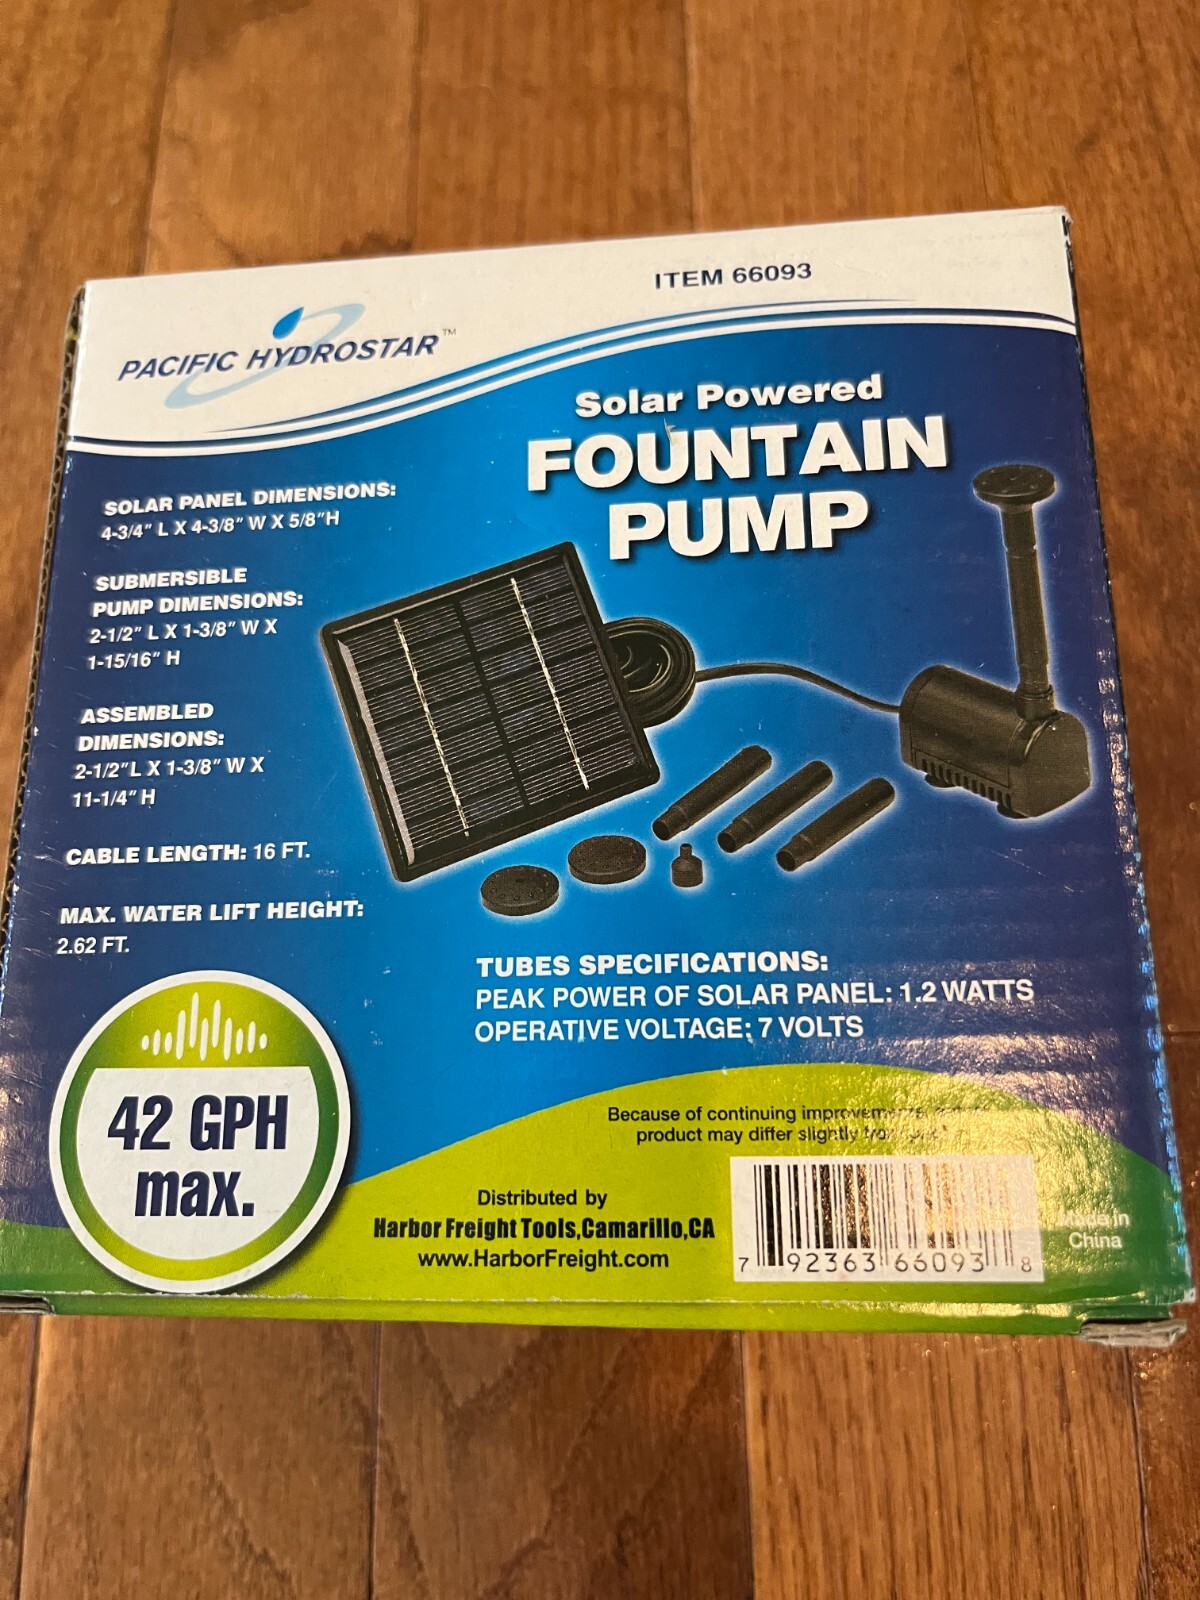 ITEM 66093
PACIFIC HYDROSTAR™
Solar Powered
FOUNTAIN
PUMP
SOLAR PANEL DIMENSIONS:
4-3/4" L X 4-3/8" W X 5/8"H
SUBMERSIBLE
PUMP DIMENSIONS:
2-1/2" L X 1-3/8" W X
1-15/16" H
ASSEMBLED
DIMENSIONS:
2-1/2"L X 1-3/8" W X
11-1/4" H
CABLE LENGTH: 16 FT.
MAX. WATER LIFT HEIGHT:
2.62 FT.
42 GPH
max.
TUBES SPECIFICATIONS:
PEAK POWER OF SOLAR PANEL: 1.2 WATTS
OPERATIVE VOLTAGE: 7 VOLTS
Because of continuing improvements,
product may differ slightly from
Distributed by
Harbor Freight Tools,Camarillo,CA
www.HarborFreight.com
7 92363 66093 8
Made in
China